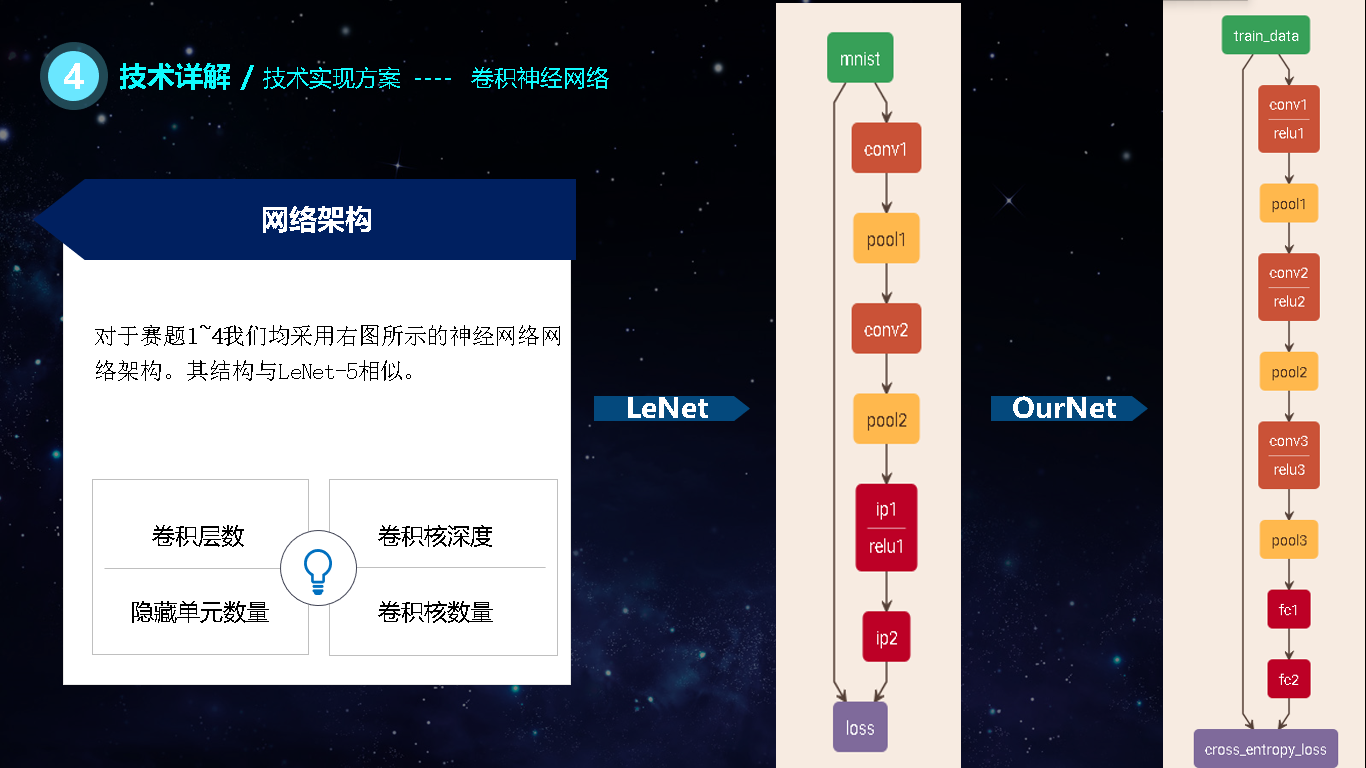 4
技术详解 / 技术实现方案 ---- 卷积神经网络
网络架构
对于赛题1~4我们均采用右图所示的神经网络网
络架构。其结构与LeNet-5相似。
卷积层数
卷积核深度
隐藏单元数量
卷积核数量
LeNet
mnist
conv1
pool1
conv2
pool2
ip1
relu1
ip2
loss
OurNet
train_data
conv1
relu1
pool1
conv2
relu2
pool2
conv3
relu3
pool3
fc1
fc2
cross_entropy_loss